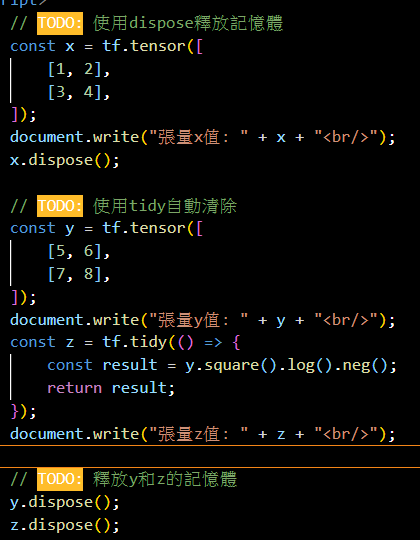 ript>
// TODO: 使用dispose釋放記憶體
const x = tf.tensor([
    [1, 2],
    [3, 4],
]);
document.write("張量x值: " + x + "<br/>");
x.dispose();
// TODO: 使用tidy自動清除
const y = tf.tensor([
    [5, 6],
    [7, 8],
]);
document.write("張量y值: " + y + "<br/>");
const z = tf.tidy(() => {
    const result = y.square().log().neg();
    return result;
});
document.write("張量z值: " + z + "<br/>");
// TODO: 釋放y和z的記憶體
y.dispose();
z.dispose();